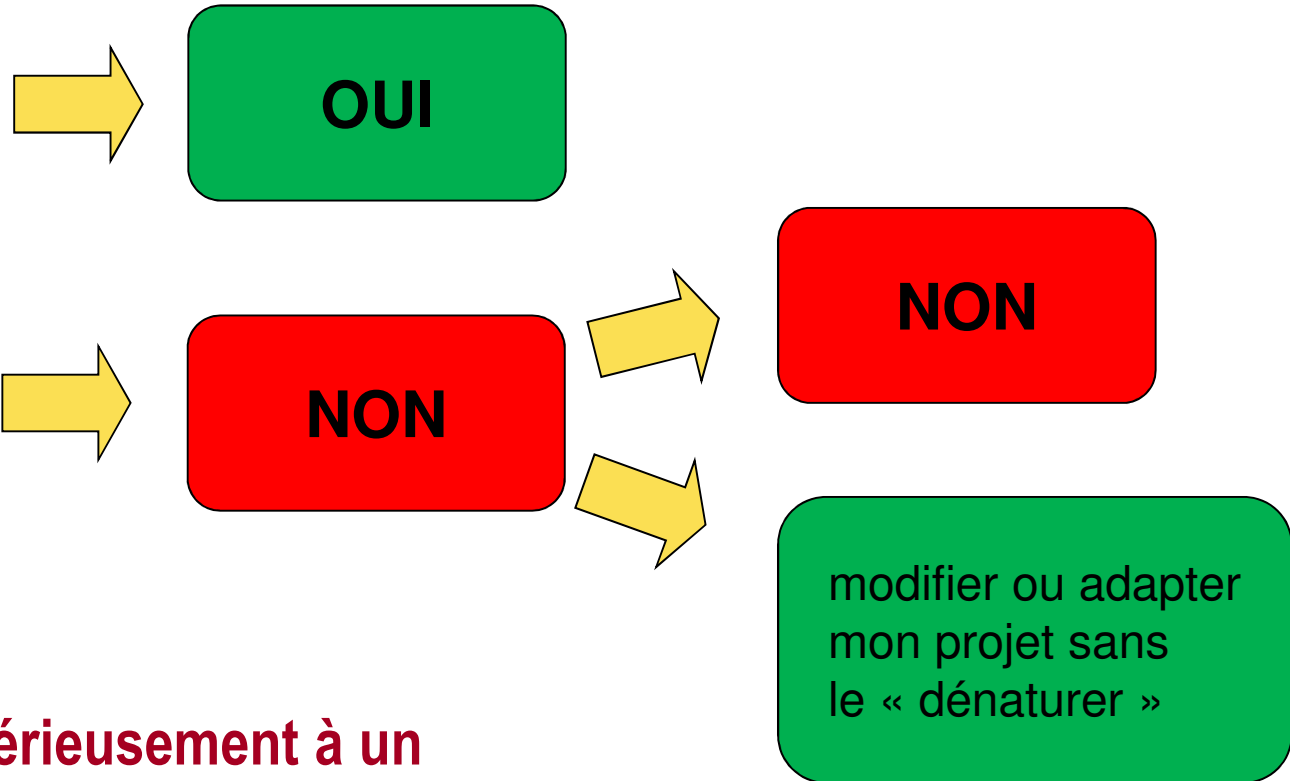 OUI
NON
NON
modifier ou adapter
mon projet sans
le « dénaturer »
érieusement à un